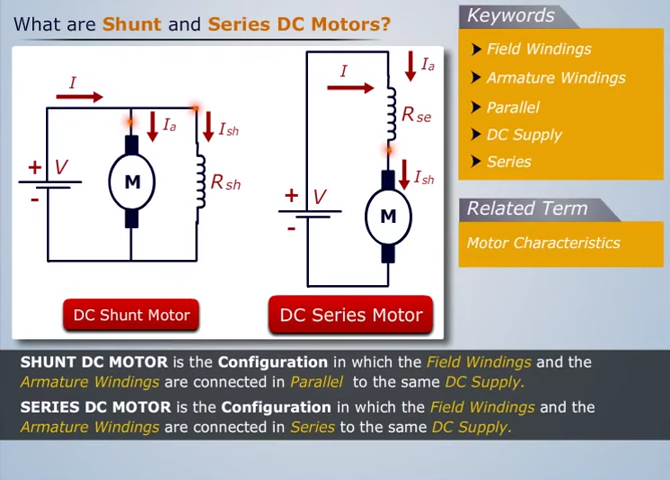 What are Shunt and Series DC Motors?
I
Ia
Ish
+ V
-
M
Rsh
DC Shunt Motor
I
Ia
Rse
Ish
+ V
-
M
DC Series Motor
Keywords
Field Windings
Armature Windings
Parallel
DC Supply
Series
Related Term
Motor Characteristics
SHUNT DC MOTOR is the Configuration in which the Field Windings and the
Armature Windings are connected in Parallel to the same DC Supply.
SERIES DC MOTOR is the Configuration in which the Field Windings and the
Armature Windings are connected in Series to the same DC Supply.